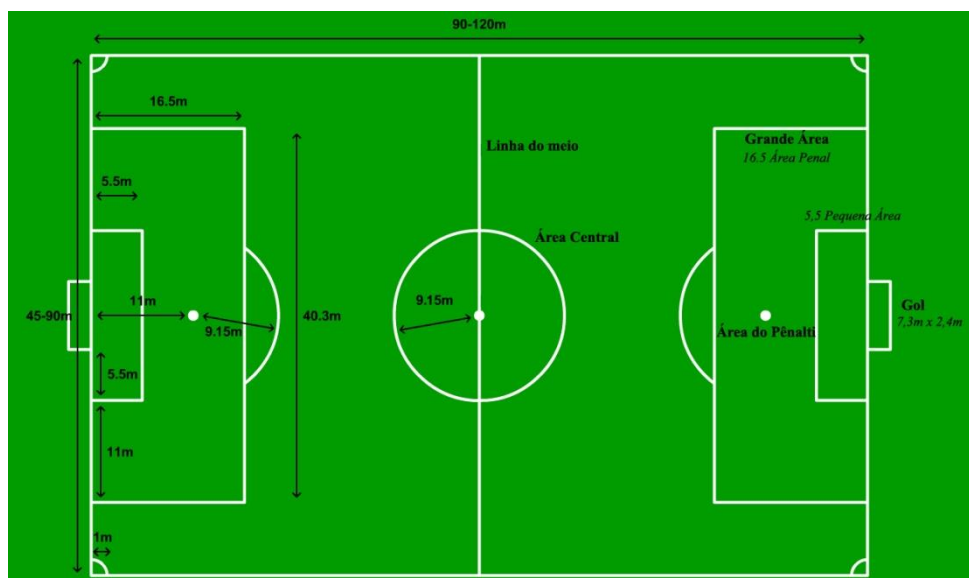 90-120m
16.5m
Linha do meio
Grande Área
16.5 Área Penal
5.5m
5,5 Pequena Área
Área Central
11m
9.15m
Gol
45-90m
40.3m
7,3m x 2,4m
9.15m
Área do Pênalti
5.5m
11m
1m